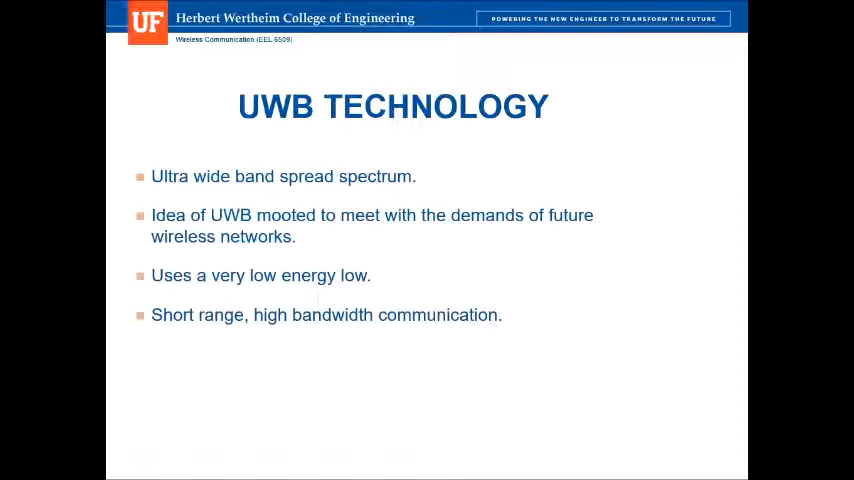 UF
Herbert Wertheim College of Engineering
POWERING THE NEW ENGINEER TO TRANSFORM THE FUTURE
Wireless Communication (EEL 6509)
UWB TECHNOLOGY
Ultra wide band spread spectrum.
Idea of UWB mooted to meet with the demands of future
wireless networks.
Uses a very low energy low.
Short range, high bandwidth communication.